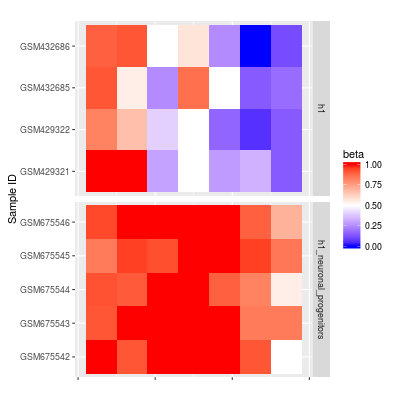 GSM432686
GSM432685
GSM429322
GSM429321
h1
GSM675546
GSM675545
GSM675544
GSM675543
GSM675542
h1_neuronal_progenitors
Sample ID
beta
1.00
0.75
0.50
0.25
0.00